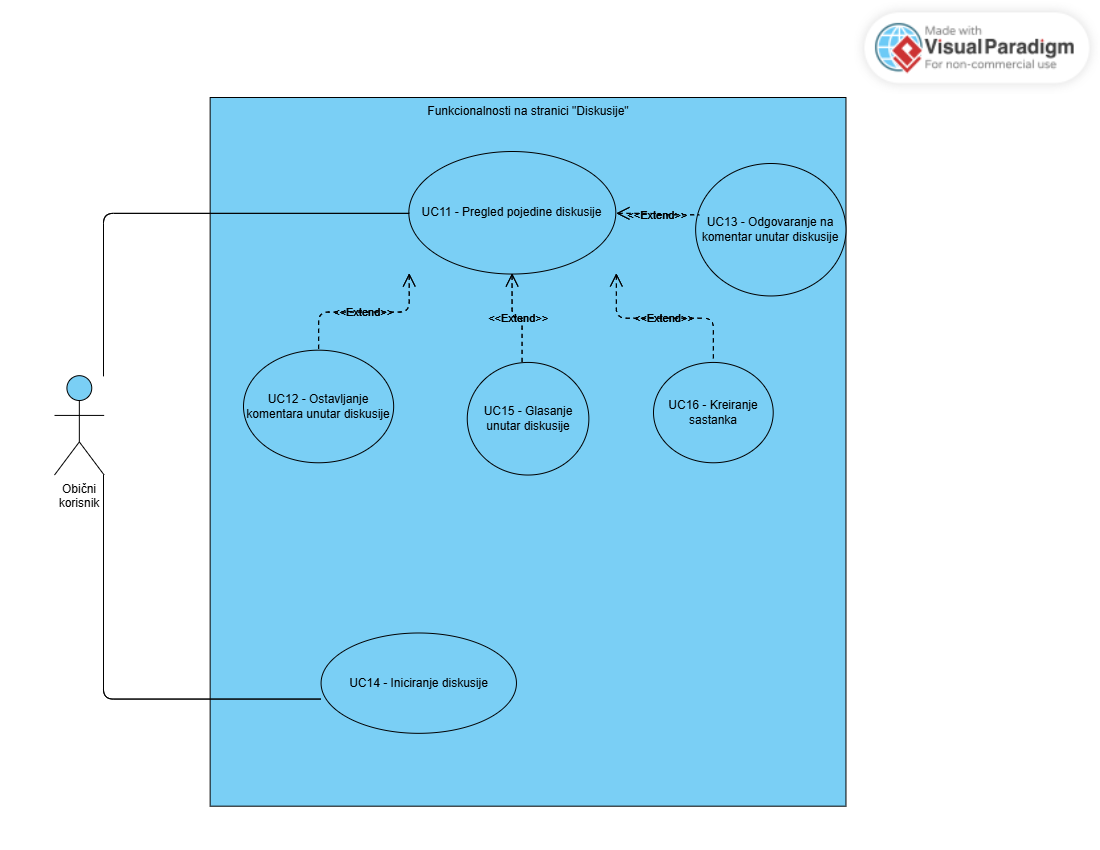 Made with
Visual Paradigm
For non-commercial use
Funkcionalnosti na stranici "Diskusije"
UC11 - Pregled pojedine diskusije
<<Extend>>
UC13 - Odgovaranje na
komentar unutar diskusije
<<Extend>>
<<Extend>>
<<Extend>>
UC12 - Ostavljanje
komentara unutar diskusije
UC15 - Glasanje
unutar diskusije
UC16 - Kreiranje
sastanka
Obični
korisnik
UC14 - Iniciranje diskusije